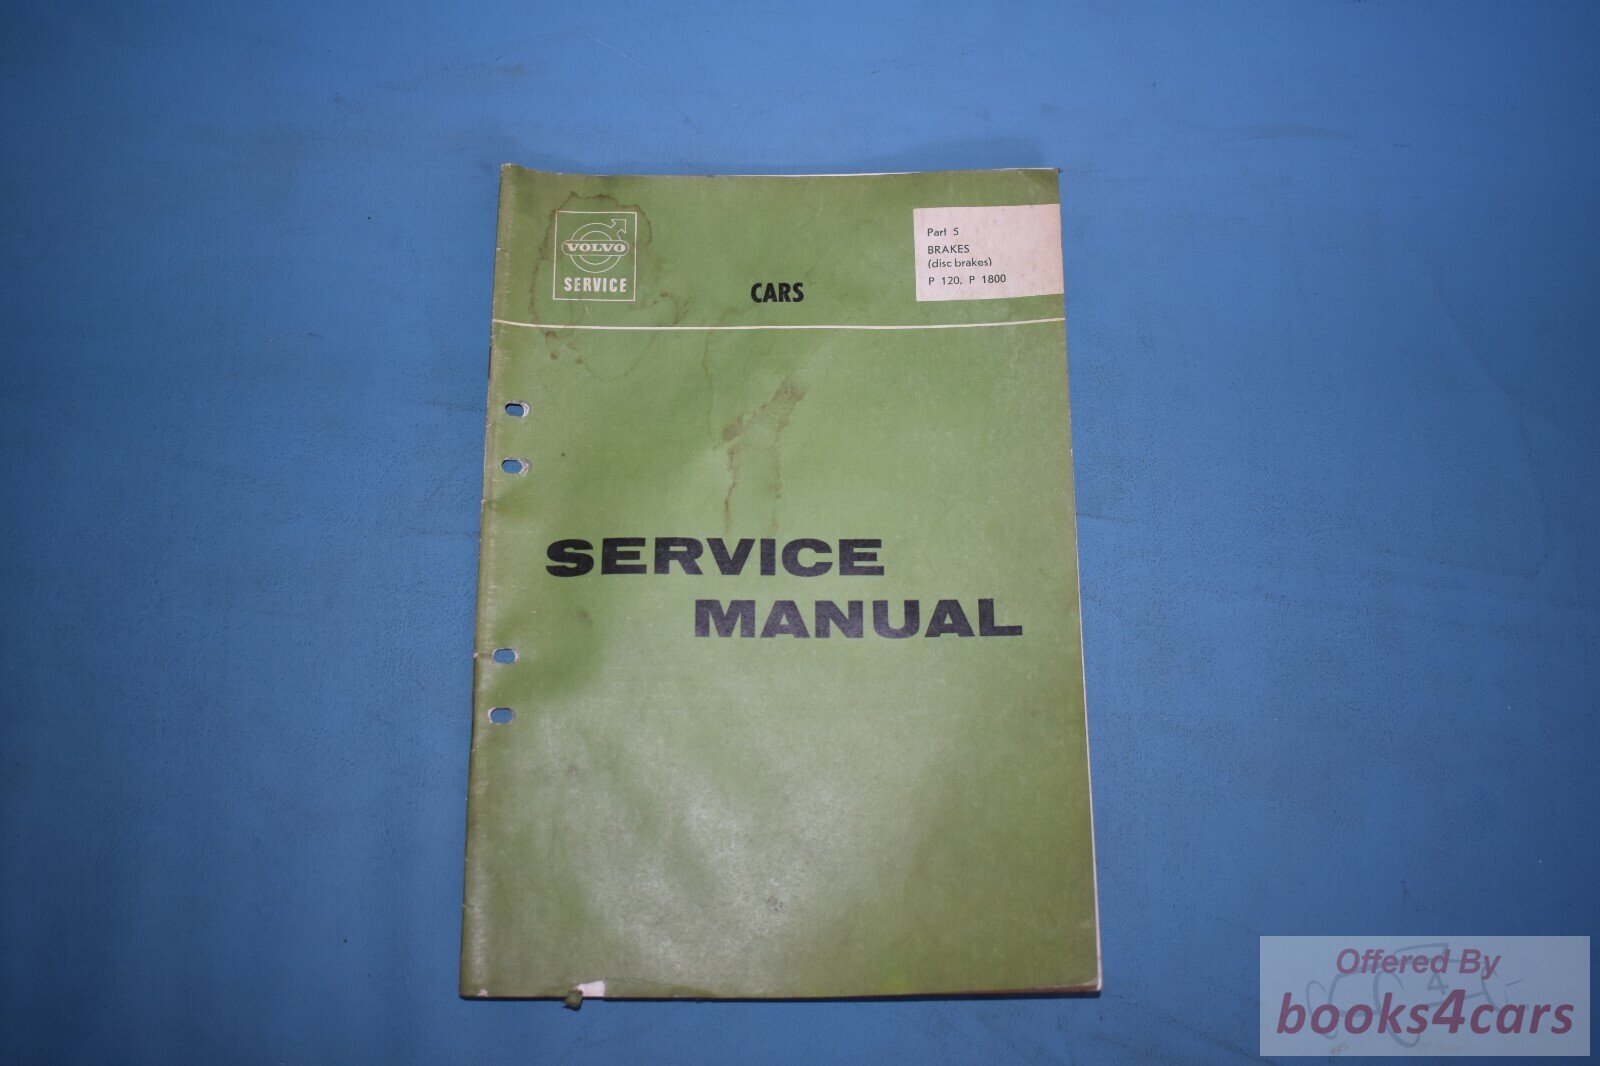 VOLVO
SERVICE
CARS
Part 5
BRAKES
(disc brakes)
P 120, P 1800
SERVICE
MANUAL
Offered By
books4cars